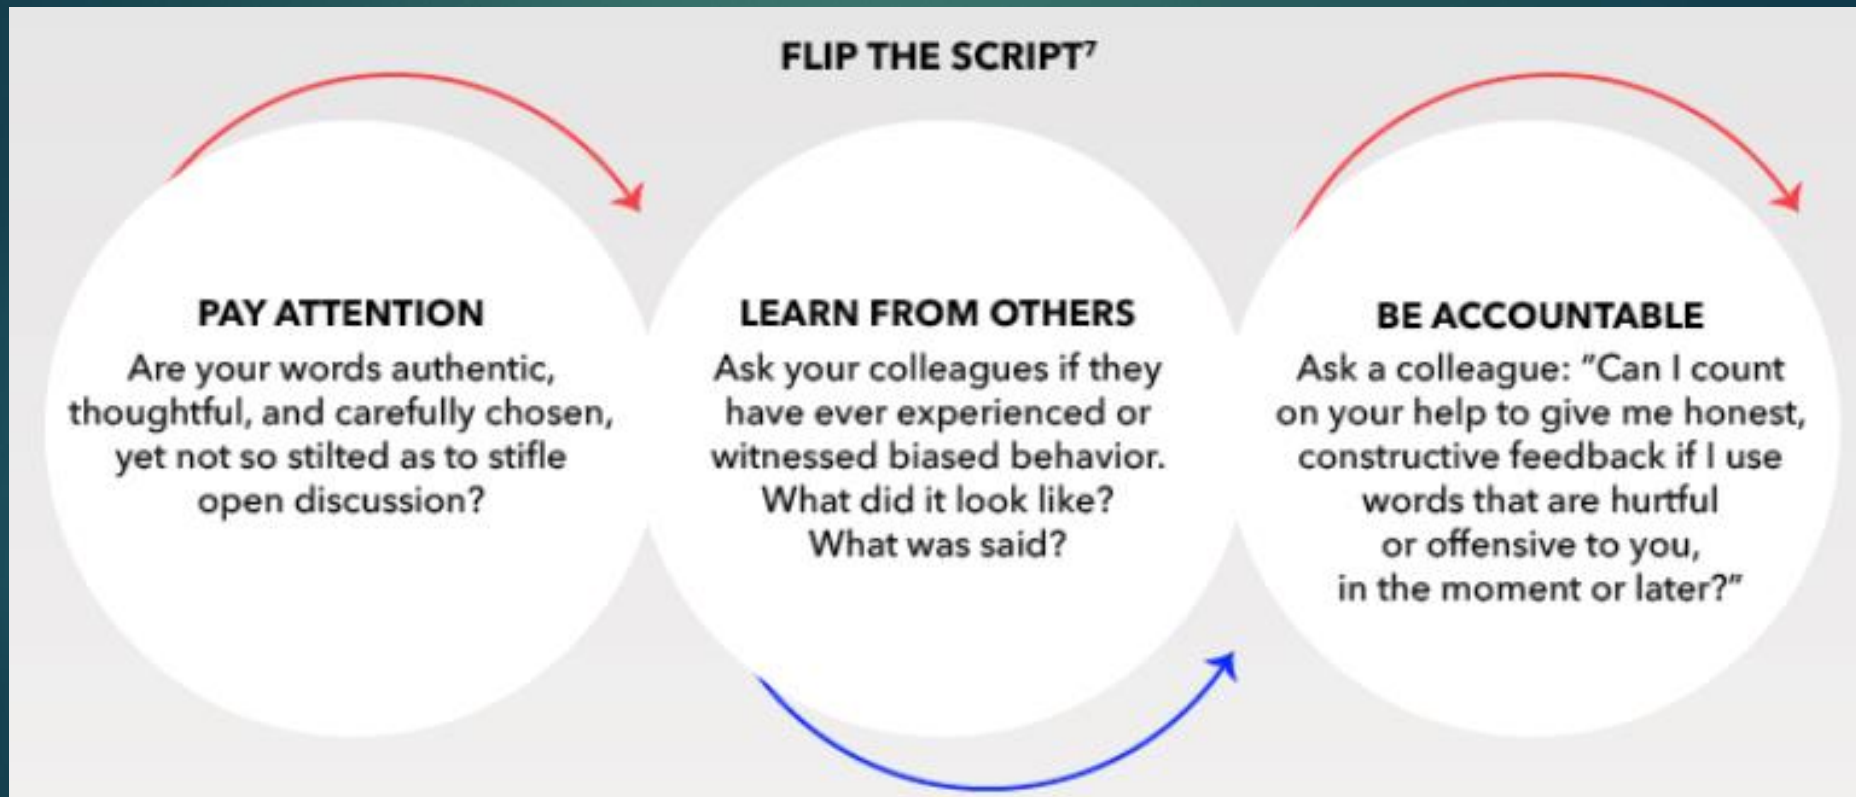 FLIP THE SCRIPT⁷
PAY ATTENTION
Are your words authentic,
thoughtful, and carefully chosen,
yet not so stilted as to stifle
open discussion?
LEARN FROM OTHERS
Ask your colleagues if they
have ever experienced or
witnessed biased behavior.
What did it look like?
What was said?
BE ACCOUNTABLE
Ask a colleague: "Can I count
on your help to give me honest,
constructive feedback if I use
words that are hurtful
or offensive to you,
in the moment or later?"